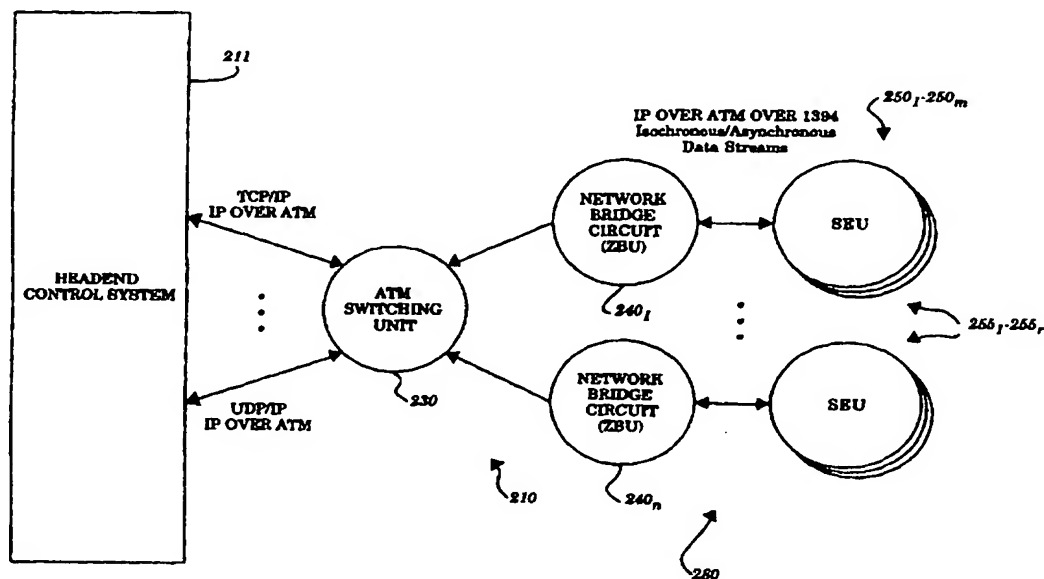 211
250₁-250ₘ
IP OVER ATM OVER 1394
Isochronous/Asynchronous
Data Streams
TCP/IP
IP OVER ATM
NETWORK
BRIDGE
CIRCUIT
(ZBU)
SEU
HEADEND
CONTROL SYSTEM
ATM
SWITCHING
UNIT
240₁
255₁-255ᵣ
UDP/IP
IP OVER ATM
230
NETWORK
BRIDGE
CIRCUIT
(ZBU)
SEU
210
240ₙ
280